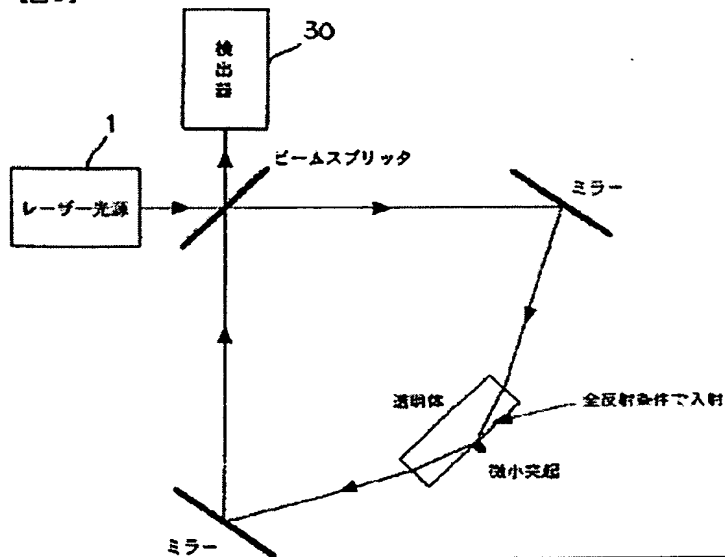 30
検出器
1
レーザー光源
ビームスプリッタ
ミラー
透明体
全反射条件で入射
微小突起
ミラー